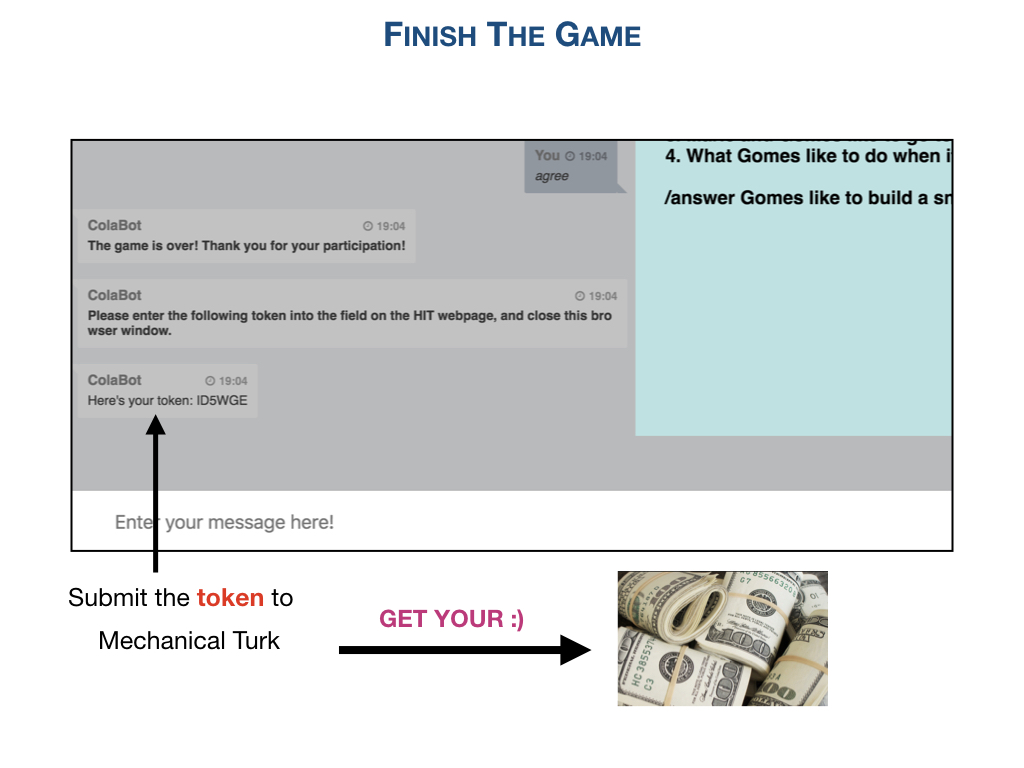 FINISH THE GAME
You 19:04
agree
4. What Gomes like to do when i
/answer Gomes like to build a sn
ColaBot 19:04
The game is over! Thank you for your participation!
ColaBot 19:04
Please enter the following token into the field on the HIT webpage, and close this bro
wser window.
ColaBot 19:04
Here's your token: ID5WGE
Enter your message here!
Submit the token to
Mechanical Turk
GET YOUR :)